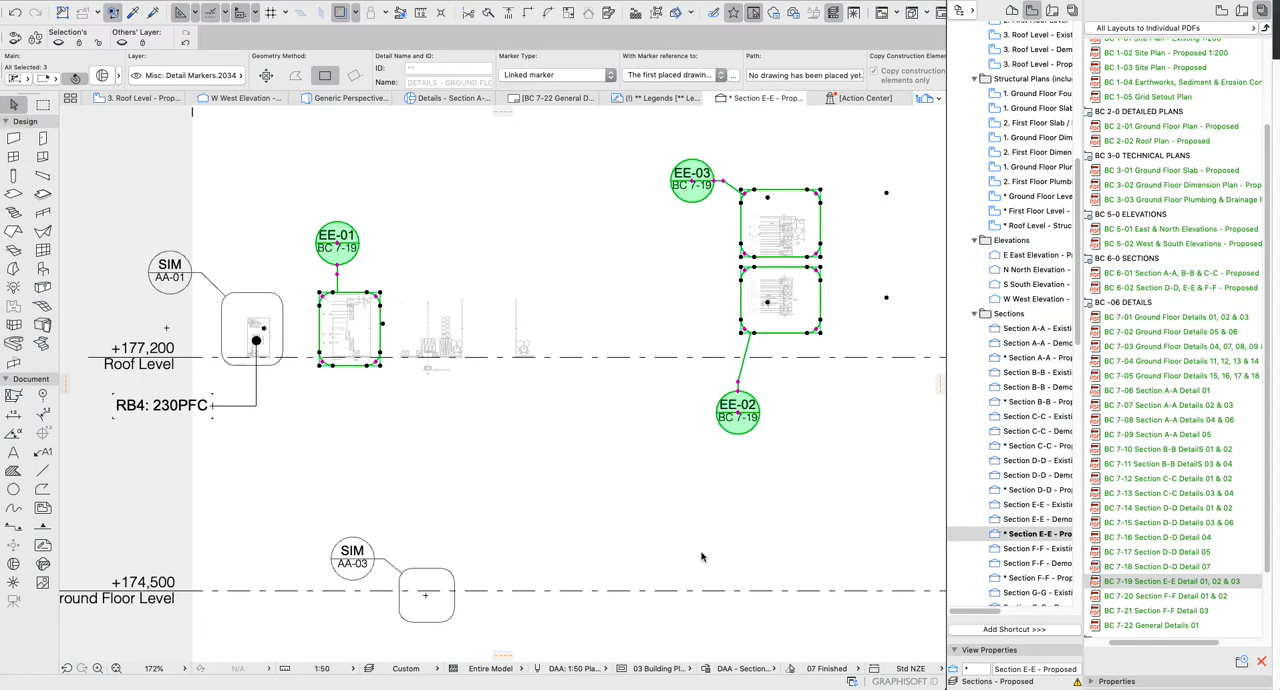 Selection's
Others' Layer:
Main:
All Selected: 3
Layer:
Misc: Detail Markers.2034
Geometry Method:
Detail Name and ID:
ID:
Name:
DETAILS - GROUND FLO
Marker Type:
Linked marker
With Marker reference to:
The first placed drawin...
...
Path:
No drawing has been placed yet.
Copy Construction Elemen
Copy construction
elements only
3. Roof Level - Prop...
W West Elevation -...
Generic Perspective...
Details - Section A-...
[BC 7-22 General D...
(!) ** Legends [** Le...
* Section E-E - Prop...
[Action Center]
Design
Document
EE-01
BC 7-19
SIM
AA-01
+177,200
Roof Level
RB4: 230PFC
EE-03
BC 7-19
EE-02
BC 7-19
SIM
AA-03
+174,500
round Floor Level
172%
N/A
1:50
Custom
Entire Model
DAA: 1:50 Pla...
03 Building Pl...
DAA - Section...
07 Finished
Std NZE
GRAPHISOFT ID
3. Roof Level - Exist
3. Roof Level - Dem
3. Roof Level - Prop
Structural Plans (inclu
1. Ground Floor Fou
1. Ground Floor Slab
2. First Floor Slab /
1. Ground Floor Dim
2. First Floor Dimen
1. Ground Floor Plur
2. First Floor Plumbi
* Ground Floor Leve
* First Floor Level -
* Roof Level - Struc
Elevations
E East Elevation - P
N North Elevation -
S South Elevation -
W West Elevation -
Sections
Section A-A - Existi
Section A-A - Demo
* Section A-A - Prop
Section B-B - Existi
Section B-B - Demo
* Section B-B - Prop
Section C-C - Existi
Section C-C - Demo
* Section C-C - Prop
Section D-D - Existi
Section D-D - Demo
* Section D-D - Prop
Section E-E - Existi
Section E-E - Demo
* Section E-E - Pro
Section F-F - Existin
Section F-F - Demo
* Section F-F - Prop
Section G-G - Existi
Add Shortcut >>>
View Properties
*
Section E-E - Proposed
Sections - Proposed
All Layouts to Individual PDFs
BC 1-01 Site Plan - Existing 1:200
BC 1-02 Site Plan - Proposed 1:200
BC 1-03 Site Plan - Proposed
BC 1-04 Earthworks, Sediment & Erosion Cor
BC 1-05 Grid Setout Plan
BC 2-0 DETAILED PLANS
BC 2-01 Ground Floor Plan - Proposed
BC 2-02 Roof Plan - Proposed
BC 3-0 TECHNICAL PLANS
BC 3-01 Ground Floor Slab - Proposed
BC 3-02 Ground Floor Dimension Plan - Prop
BC 3-03 Ground Floor Plumbing & Drainage F
BC 5-0 ELEVATIONS
BC 5-01 East & North Elevations - Proposed
BC 5-02 West & South Elevations - Proposed
BC 6-0 SECTIONS
BC 6-01 Section A-A, B-B & C-C - Proposed
BC 6-02 Section D-D, E-E & F-F - Proposed
BC -06 DETAILS
BC 7-01 Ground Floor Details 01, 02 & 03
BC 7-02 Ground Floor Details 05 & 06
BC 7-03 Ground Floor Details 04, 07, 08, 09
BC 7-04 Ground Floor Details 11, 12, 13 & 14
BC 7-05 Ground Floor Details 15, 16, 17 & 18
BC 7-06 Section A-A Detail 01
BC 7-07 Section A-A Details 02 & 03
BC 7-08 Section A-A Details 04 & 06
BC 7-09 Section A-A Detail 05
BC 7-10 Section B-B DetailS 01 & 02
BC 7-11 Section B-B DetailS 03 & 04
BC 7-12 Section C-C Details 01 & 02
BC 7-13 Section C-C Details 03 & 04
BC 7-14 Section D-D Details 01 & 02
BC 7-15 Section D-D Details 03 & 06
BC 7-16 Section D-D Detail 04
BC 7-17 Section D-D Detail 05
BC 7-18 Section D-D Detail 07
BC 7-19 Section E-E Detail 01, 02 & 03
BC 7-20 Section F-F Detail 01 & 02
BC 7-21 Section F-F Detail 03
BC 7-22 General Details 01
Properties